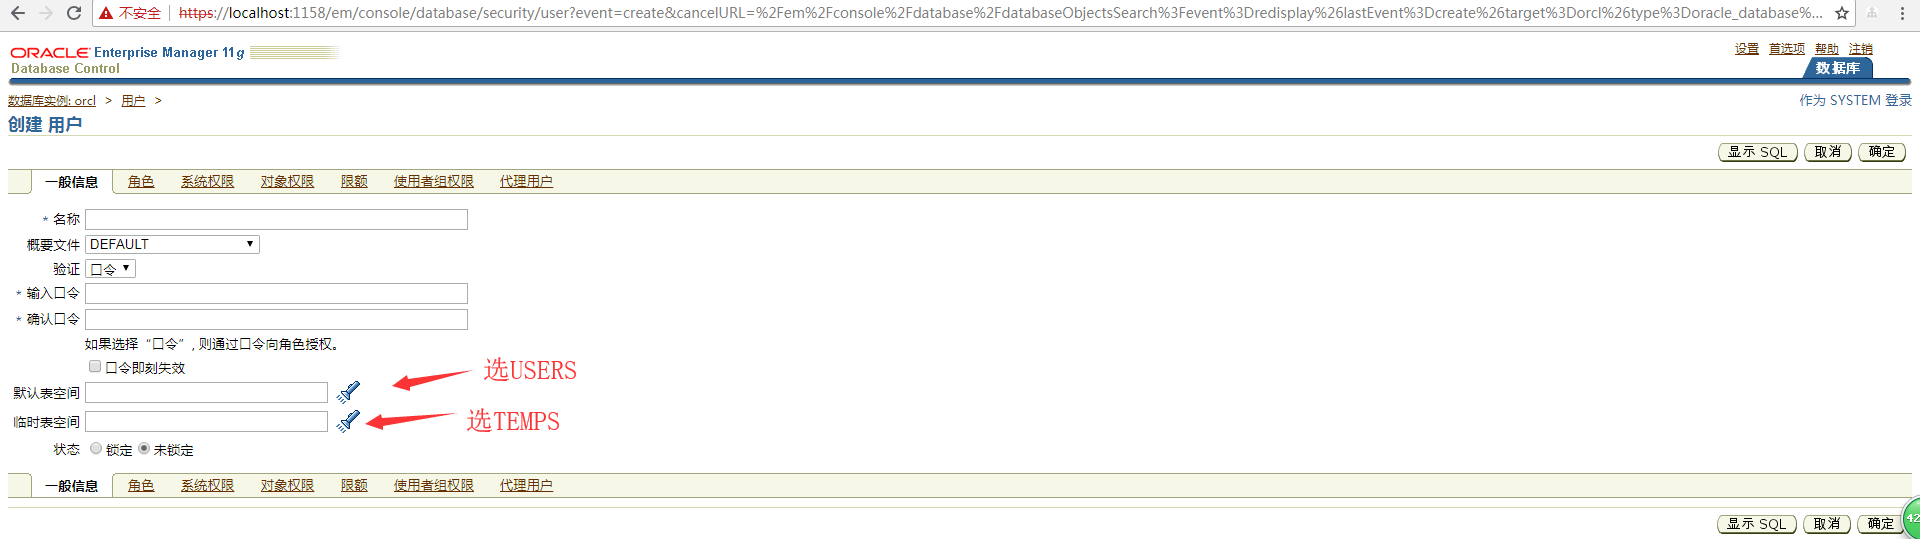 不安全 https://localhost:1158/em/console/database/security/user?event=create&cancelURL=%2Fem%2Fconsole%2Fdatabase%2FdatabaseObjectsSearch%3Fevent%3Dredisplay%26lastEvent%3Dcreate%26target%3Dorcl%26type%3Doracle_database%...
ORACLE Enterprise Manager 11g
Database Control
设置 首选项 帮助 注销
数据库
数据库实例: orcl > 用户 >
作为 SYSTEM 登录
创建 用户
显示 SQL 取消 确定
一般信息 角色 系统权限 对象权限 限额 使用者组权限 代理用户
* 名称
概要文件 DEFAULT
验证 口令
* 输入口令
* 确认口令
如果选择“口令”, 则通过口令向角色授权。
口令即刻失效
选USERS
默认表空间
选TEMPS
临时表空间
状态 锁定 未锁定
一般信息 角色 系统权限 对象权限 限额 使用者组权限 代理用户
显示 SQL 取消 确定
42